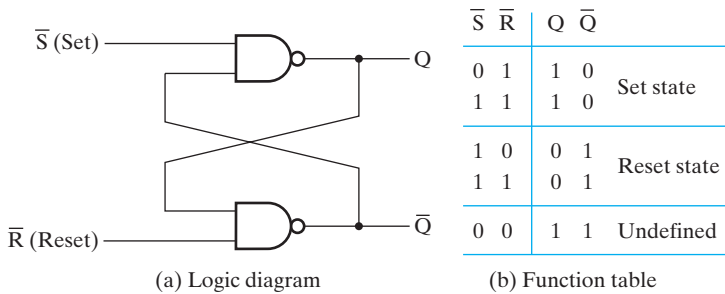 S̅ (Set)
Q
R̅ (Reset)
Q̅
(a) Logic diagram
S̅ R̅ Q Q̅
0 1 1 0
1 1 1 0
Set state
1 0 0 1
1 1 0 1
Reset state
0 0 1 1 Undefined
(b) Function table